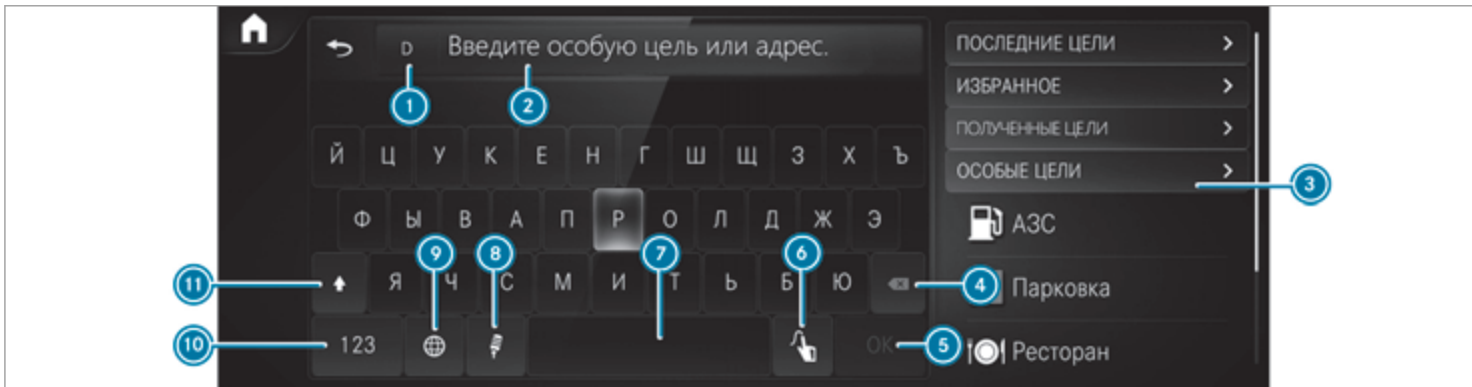 D Введите особую цель или адрес.
1
2
Й Ц У К Е Н Г Ш Щ З Х Ъ
Ф Ы В А П Р О Л Д Ж Э
9
8
7
6
11
Я Ч С М И Т Ь Б Ю
4
10
123
5
OK
ПОСЛЕДНИЕ ЦЕЛИ
ИЗБРАННОЕ
ПОЛУЧЕННЫЕ ЦЕЛИ
ОСОБЫЕ ЦЕЛИ
3
АЗС
Парковка
Ресторан